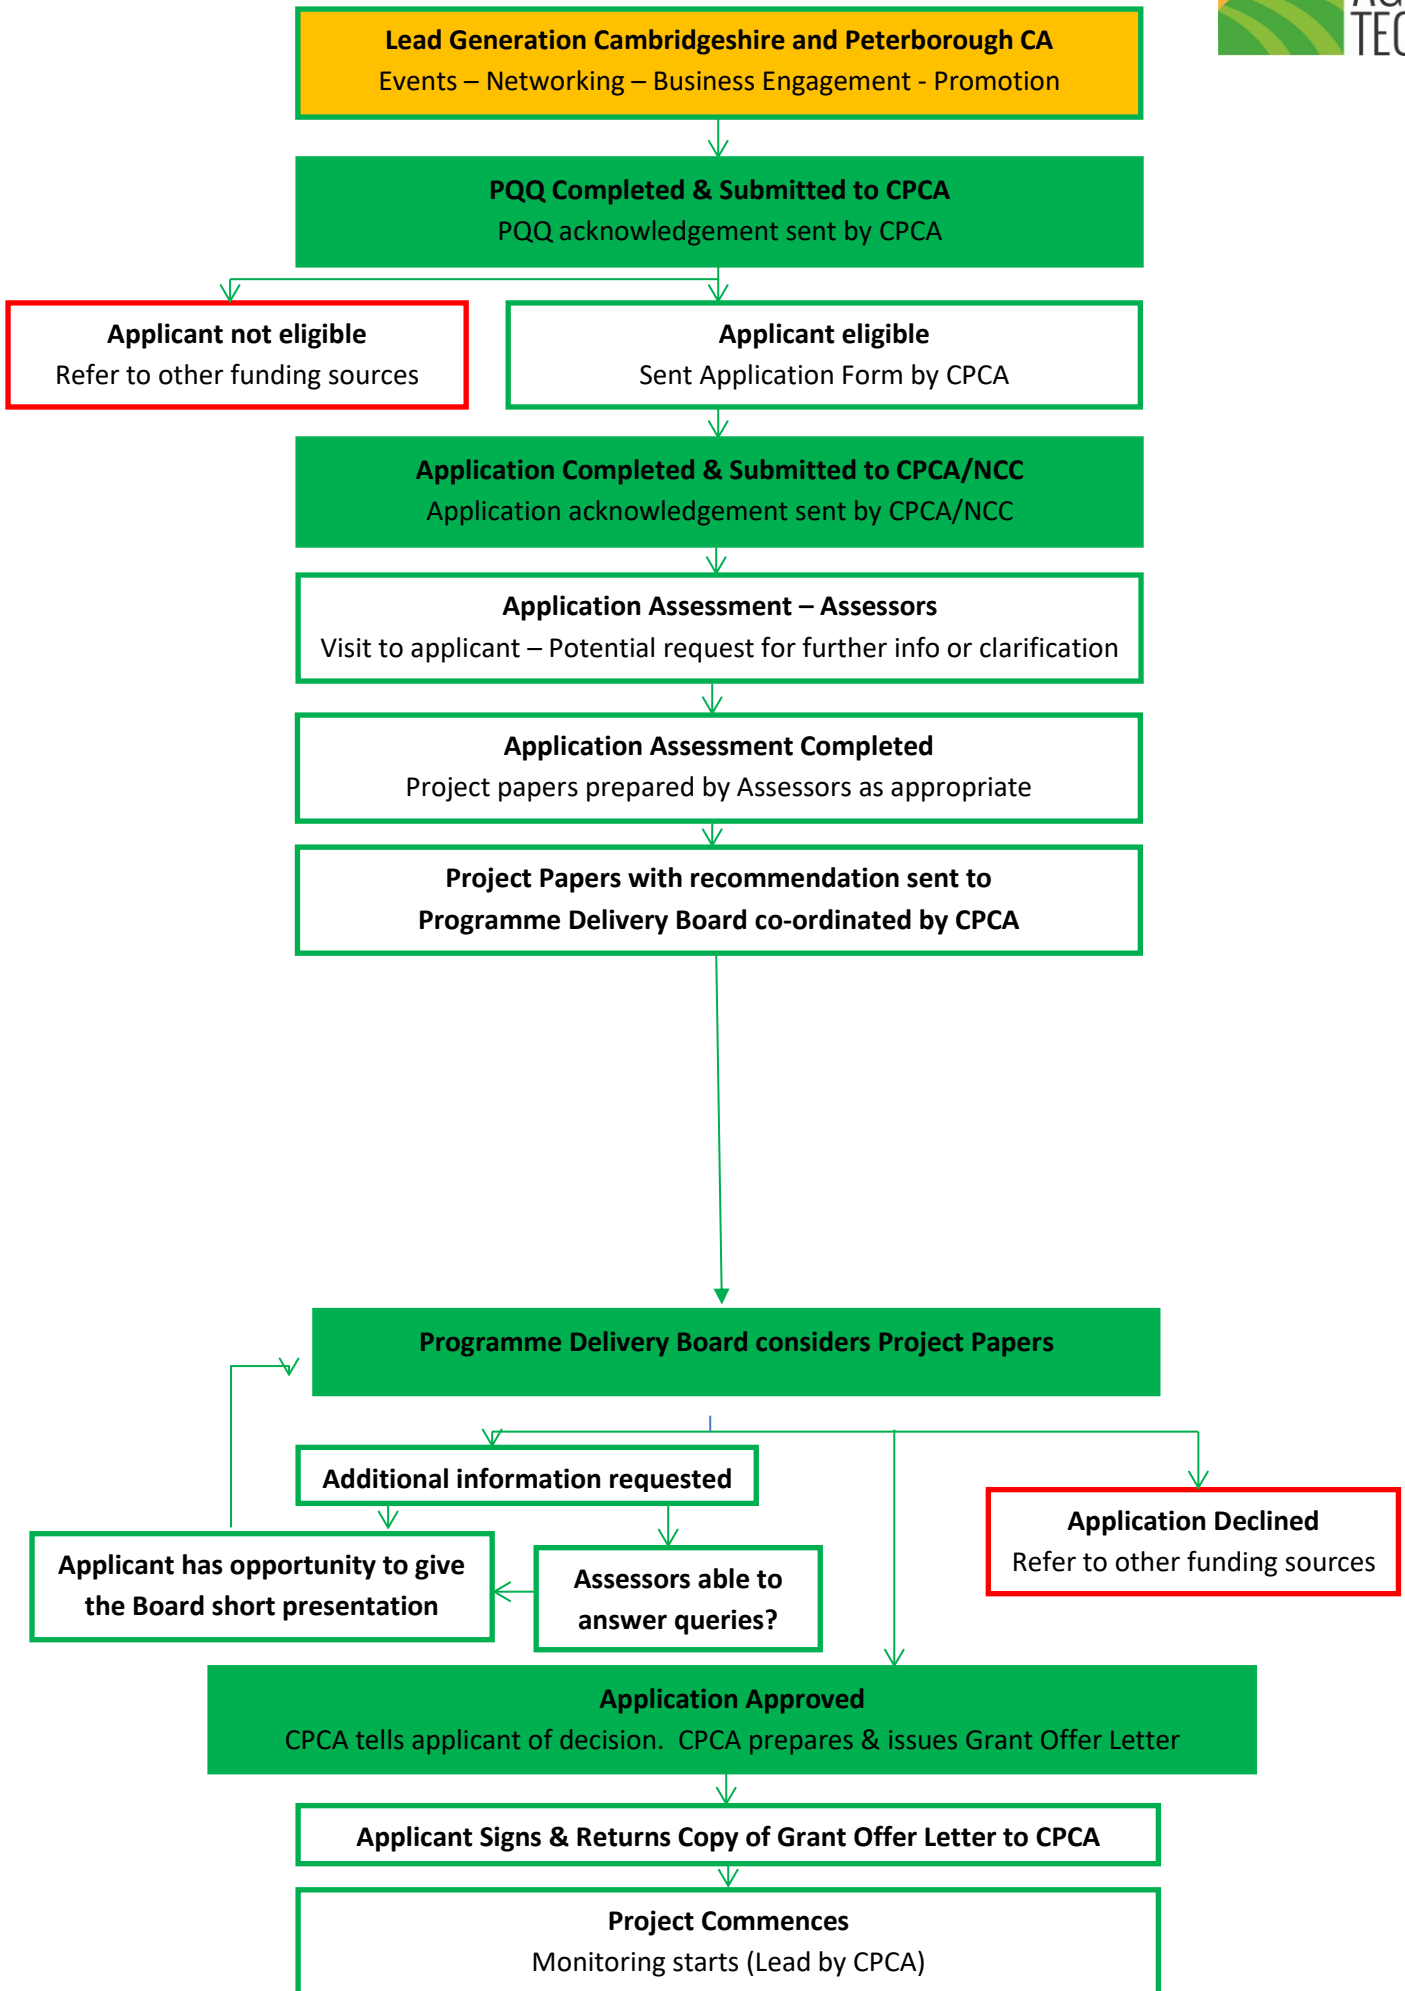 Lead Generation Cambridgeshire and Peterborough CA
Events – Networking – Business Engagement - Promotion
PQQ Completed & Submitted to CPCA
PQQ acknowledgement sent by CPCA
Applicant not eligible
Refer to other funding sources
Applicant eligible
Sent Application Form by CPCA
Application Completed & Submitted to CPCA/NCC
Application acknowledgement sent by CPCA/NCC
Application Assessment – Assessors
Visit to applicant – Potential request for further info or clarification
Application Assessment Completed
Project papers prepared by Assessors as appropriate
Project Papers with recommendation sent to
Programme Delivery Board co-ordinated by CPCA
Programme Delivery Board considers Project Papers
Additional information requested
Applicant has opportunity to give
the Board short presentation
Assessors able to
answer queries?
Application Declined
Refer to other funding sources
Application Approved
CPCA tells applicant of decision.  CPCA prepares & issues Grant Offer Letter
Applicant Signs & Returns Copy of Grant Offer Letter to CPCA
Project Commences
Monitoring starts (Lead by CPCA)